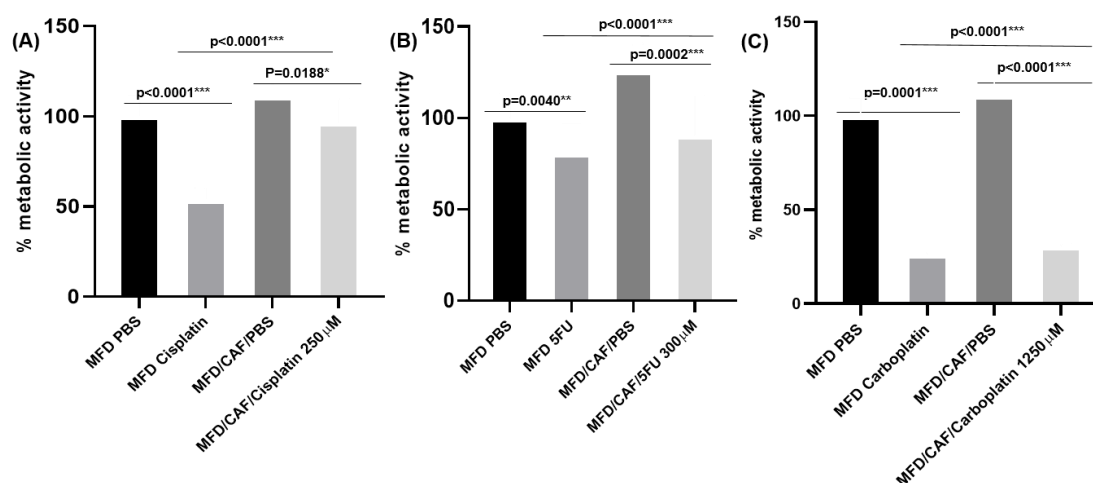 (A)
% metabolic activity
150
100
50
0
p<0.0001***
P=0.0188*
p<0.0001***
MFD PBS
MFD Cisplatin
MFD/CAF/PBS
MFD/CAF/Cisplatin 250µM
(B)
% metabolic activity
150
100
50
0
p<0.0001***
p=0.0002***
p=0.0040**
MFD PBS
MFD 5FU
MFD/CAF/PBS
MFD/CAF/5FU 300µM
(C)
% metabolic activity
150
100
50
0
p<0.0001***
p<0.0001***
p=0.0001***
MFD PBS
MFD Carboplatin
MFD/CAF/PBS
MFD/CAF/Carboplatin 1250µM